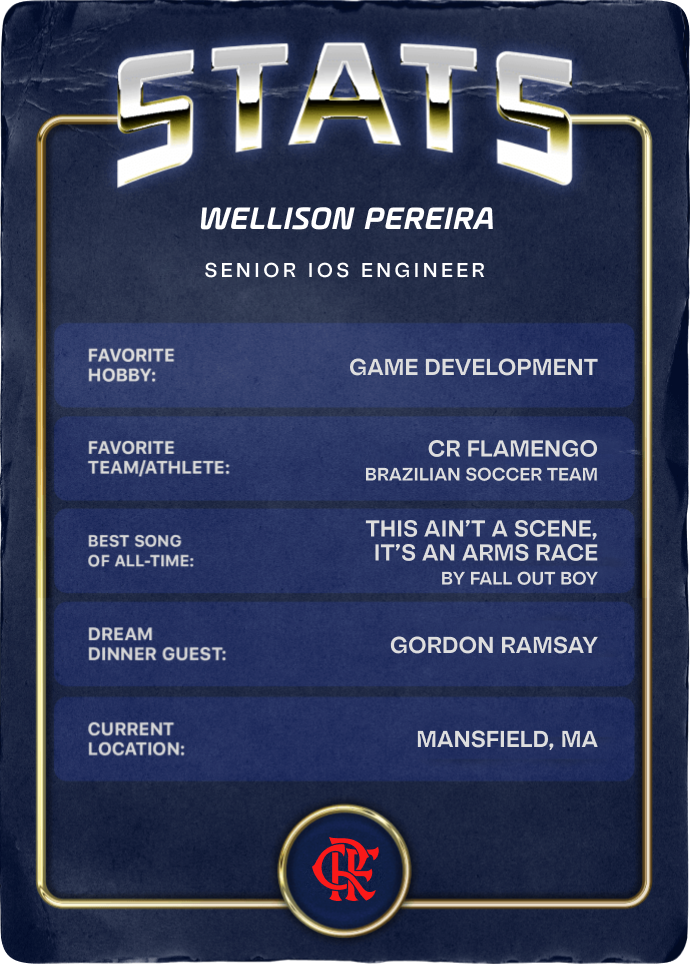 STATS
WELLISON PEREIRA
SENIOR IOS ENGINEER
FAVORITE
HOBBY:
GAME DEVELOPMENT
FAVORITE
TEAM/ATHLETE:
CR FLAMENGO
BRAZILIAN SOCCER TEAM
BEST SONG
OF ALL-TIME:
THIS AIN’T A SCENE,
IT’S AN ARMS RACE
BY FALL OUT BOY
DREAM
DINNER GUEST:
GORDON RAMSAY
CURRENT
LOCATION:
MANSFIELD, MA
CRF